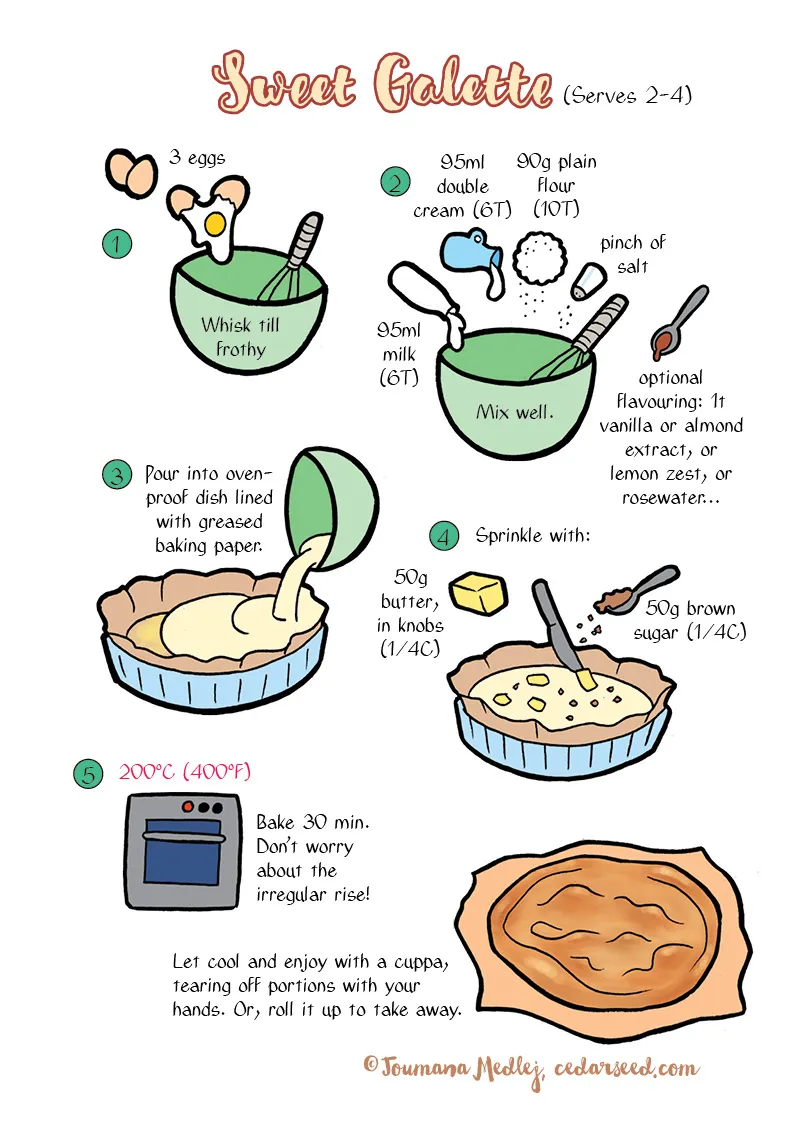 Sweet Galette (Serves 2-4)
1
3 eggs
Whisk till
frothy
2
95ml
double
cream (6T)
90g plain
flour
(10T)
pinch of
salt
95ml
milk
(6T)
Mix well.
optional
flavouring: 1t
vanilla or almond
extract, or
lemon zest, or
rosewater...
3
Pour into oven-
proof dish lined
with greased
baking paper.
4
Sprinkle with:
50g
butter,
in knobs
(1/4C)
50g brown
sugar (1/4C)
5
200°C (400°F)
Bake 30 min.
Don't worry
about the
irregular rise!
Let cool and enjoy with a cuppa,
tearing off portions with your
hands. Or, roll it up to take away.
©Joumana Medlej, cedarseed.com